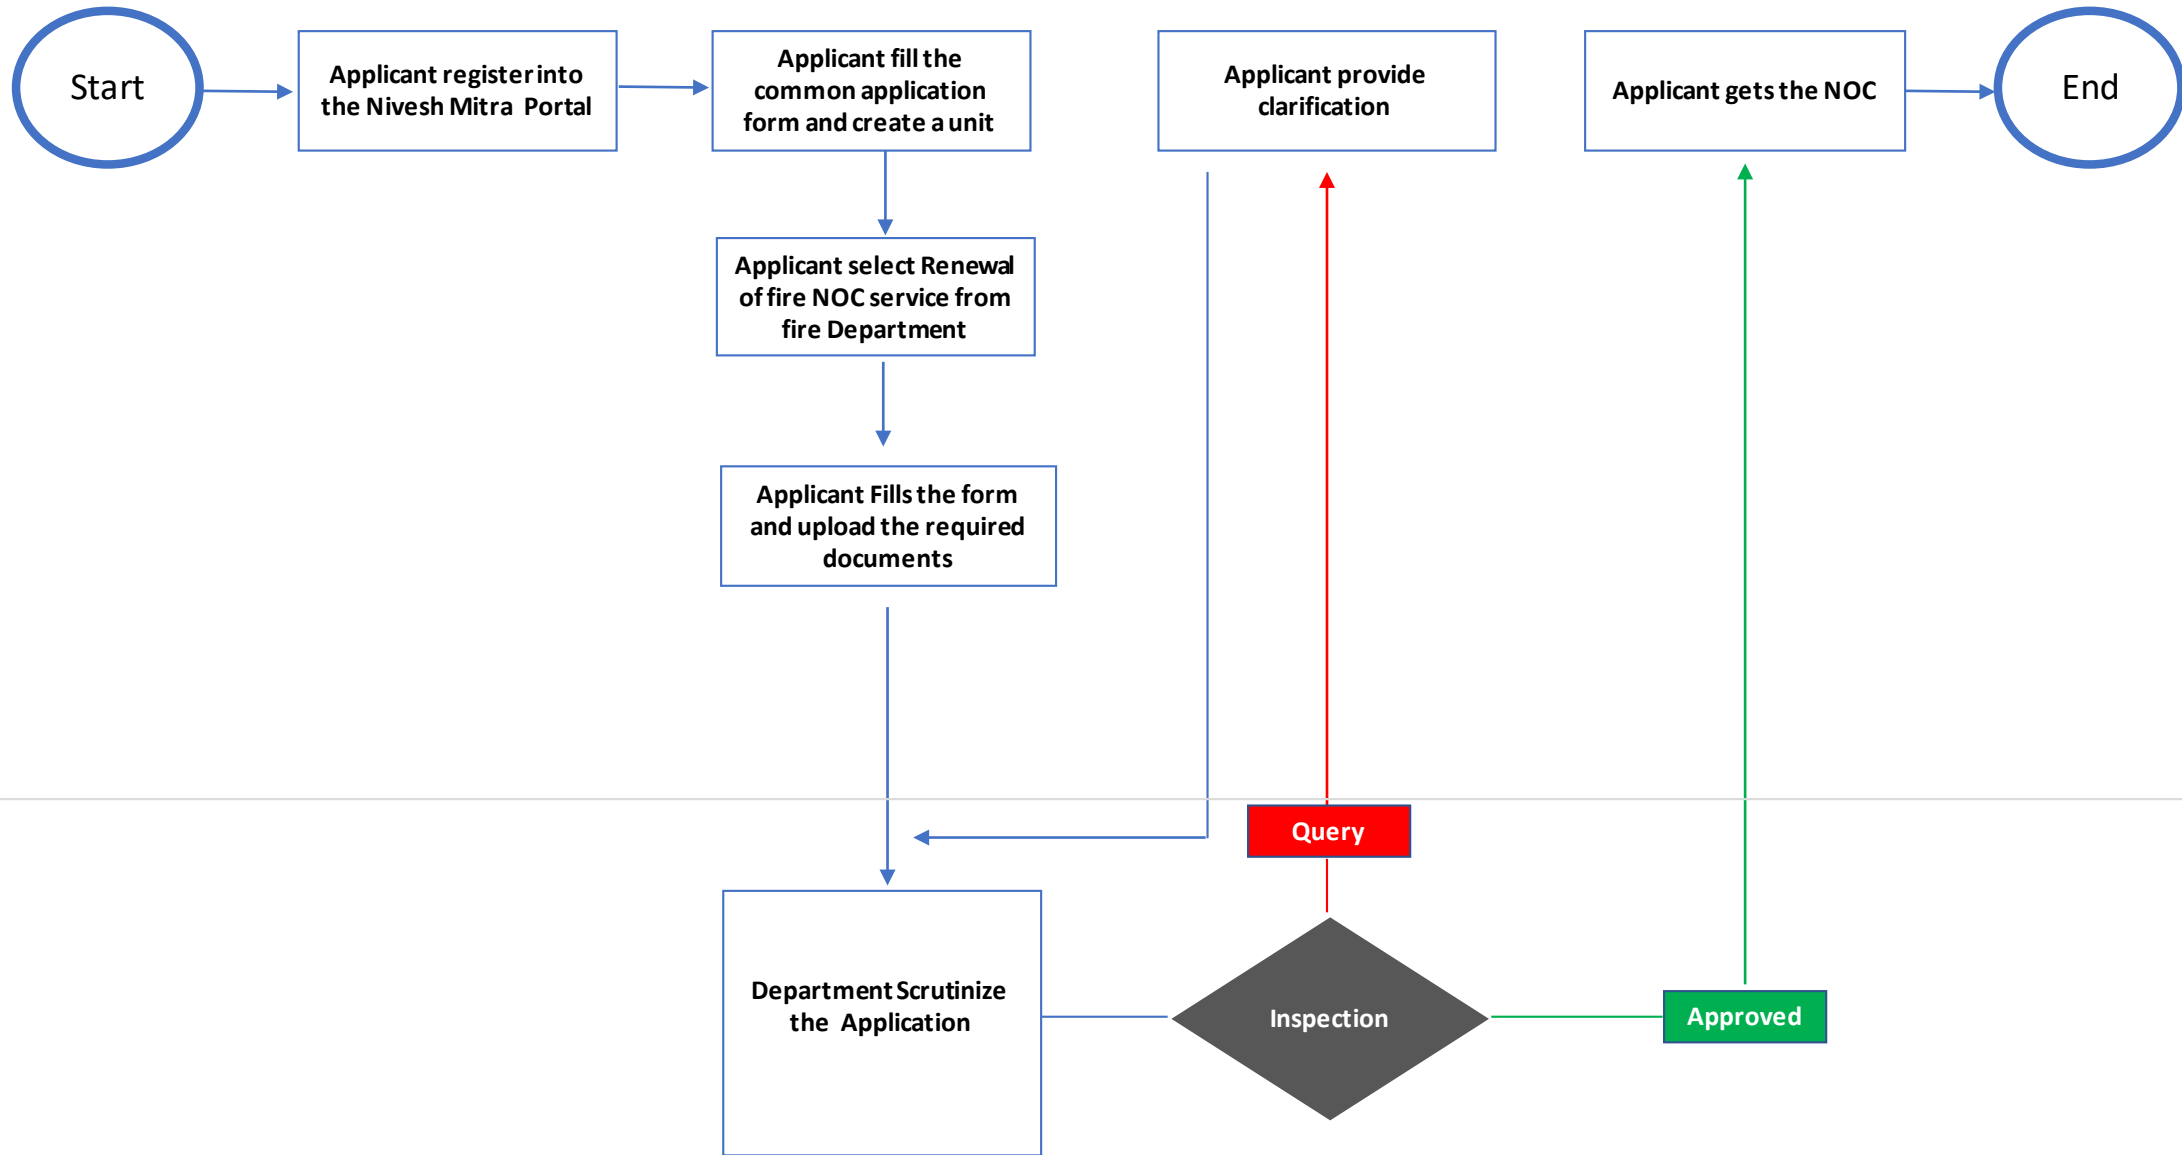 Start
Applicant register into
the Nivesh Mitra Portal
Applicant fill the
common application
form and create a unit
Applicant provide
clarification
Applicant gets the NOC
End
Applicant select Renewal
of fire NOC service from
fire Department
Applicant Fills the form
and upload the required
documents
Query
Department Scrutinize
the Application
Inspection
Approved